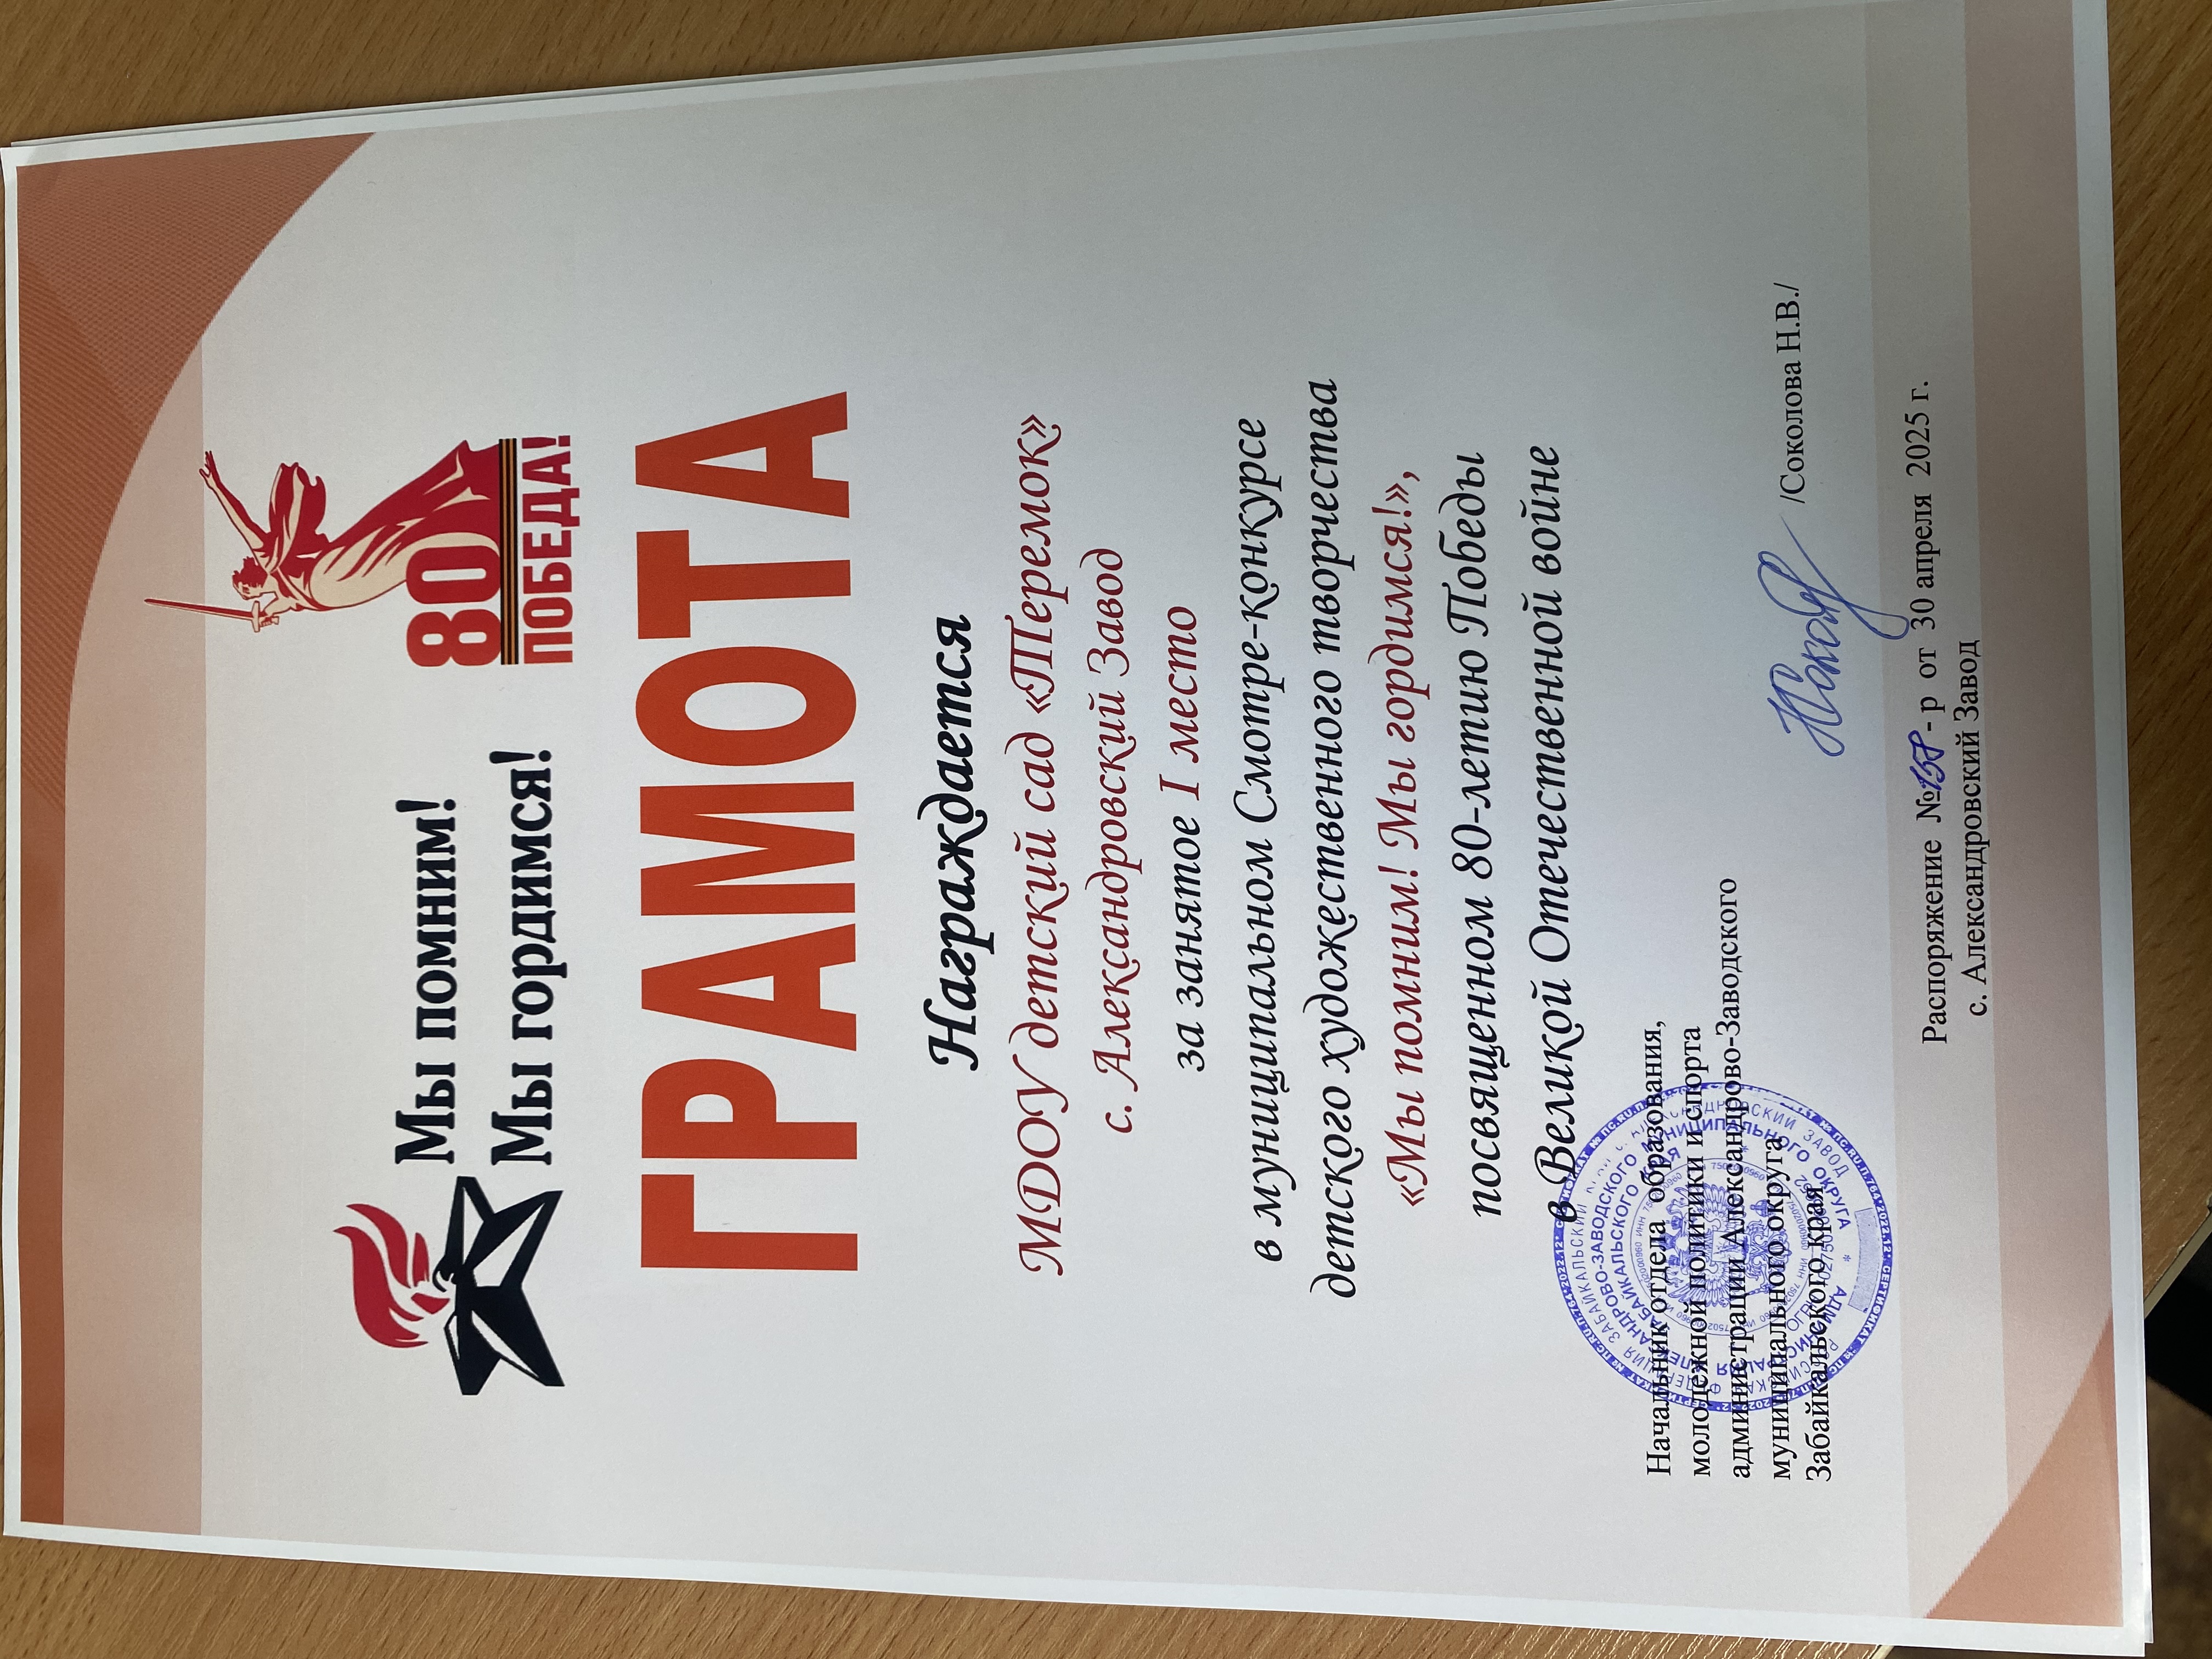 Мы помним!
Мы гордимся!
80
ПОБЕДА!
ГРАМОТА
Награждается
МДОУ детский сад «Теремок»
с. Александровский Завод
за занятое I место
в муниципальном Смотре-конкурсе
детского художественного творчества
«Мы помним! Мы гордимся!»,
посвященном 80-летию Победы
в Великой Отечественной войне
Начальник отдела образования,
молодежной политики и спорта
администрации Александрово-Заводского
муниципального округа
Забайкальского края
/Соколова Н.В./
Распоряжение № - р от 30 апреля 2025 г.
с. Александровский Завод